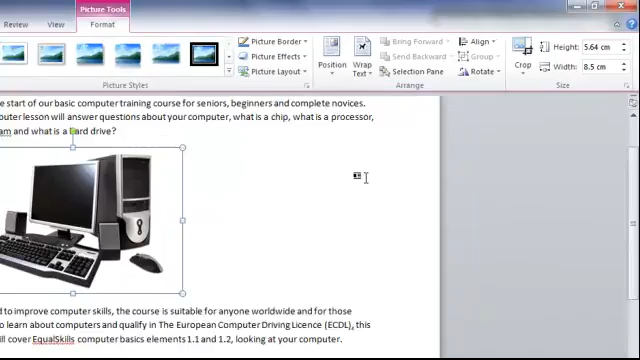 Picture Tools
Review View Format
Picture Border
Picture Effects
Picture Layout
Position
Wrap Text
Bring Forward
Send Backward
Selection Pane
Align
Group
Rotate
Crop
Height: 5.64 cm
Width: 8.5 cm
Picture Styles
Arrange
Size
e start of our basic computer training course for seniors, beginners and complete novices.
puter lesson will answer questions about your computer, what is a chip, what is a processor,
am and what is a hard drive?
d to improve computer skills, the course is suitable for anyone worldwide and for those
o learn about computers and qualify in The European Computer Driving Licence (ECDL), this
ill cover EqualSkills computer basics elements 1.1 and 1.2, looking at your computer.